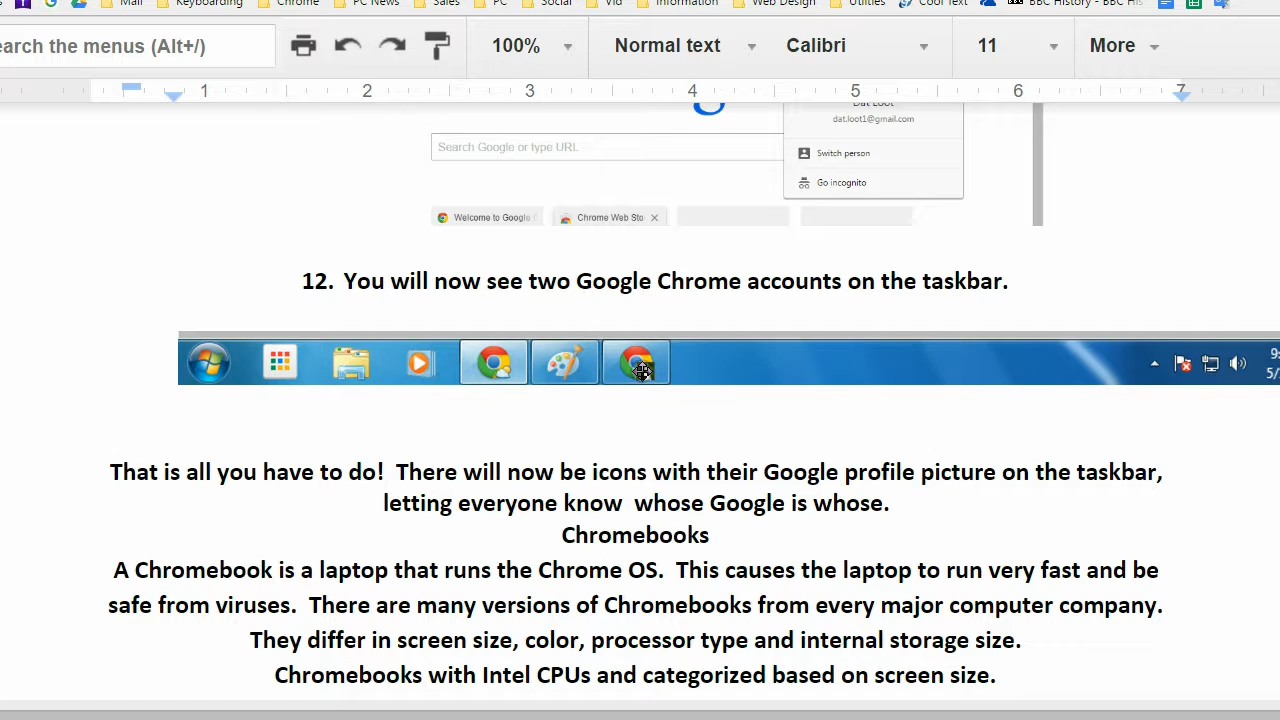 Mail Keyboarding Chrome PC News Sales PC Social Vid Information Web Design Utilities Cool Text BBC History - BBC His
earch the menus (Alt+/) 100% Normal text Calibri 11 More
1 2 3 4 5 6 7
Dat Loot
dat.loot1@gmail.com
Search Google or type URL
Switch person
Go incognito
Welcome to Google C Chrome Web Sto
12. You will now see two Google Chrome accounts on the taskbar.
9:
5/
That is all you have to do! There will now be icons with their Google profile picture on the taskbar,
letting everyone know whose Google is whose.
Chromebooks
A Chromebook is a laptop that runs the Chrome OS. This causes the laptop to run very fast and be
safe from viruses. There are many versions of Chromebooks from every major computer company.
They differ in screen size, color, processor type and internal storage size.
Chromebooks with Intel CPUs and categorized based on screen size.